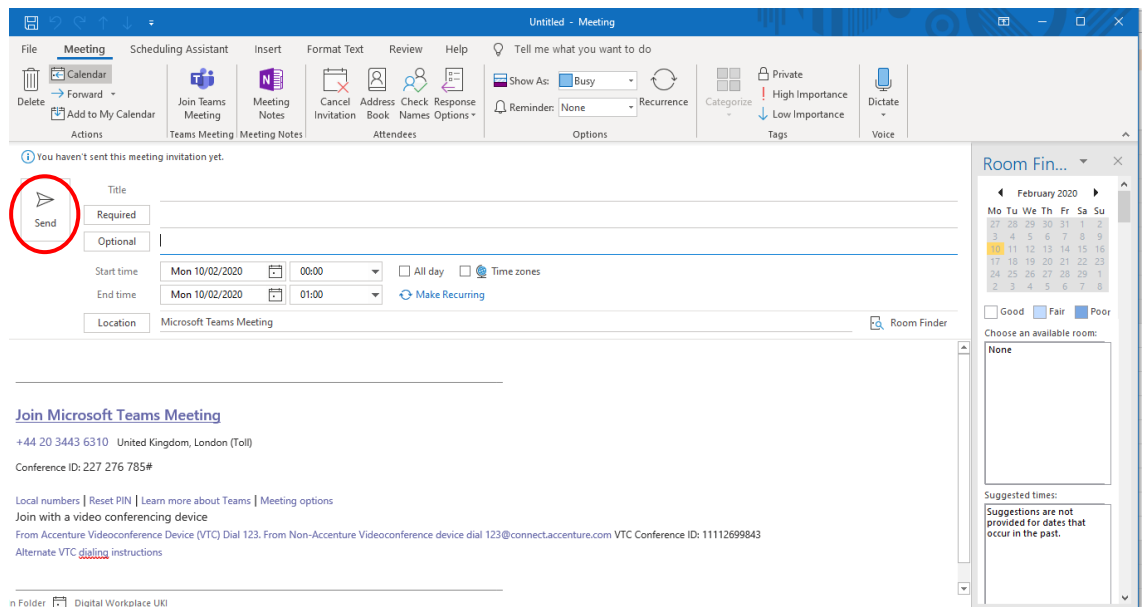 Untitled - Meeting
File Meeting Scheduling Assistant Insert Format Text Review Help Tell me what you want to do
Delete
Calendar
Forward
Add to My Calendar
Actions
Join Teams
Meeting
Teams Meeting
Meeting
Notes
Meeting Notes
Cancel
Invitation
Address
Book
Check
Names
Response
Options
Attendees
Show As: Busy
Reminder: None
Recurrence
Options
Categorize
Private
High Importance
Low Importance
Tags
Dictate
Voice
You haven't sent this meeting invitation yet.
Send
Title
Required
Optional
Start time Mon 10/02/2020 00:00 All day Time zones
End time Mon 10/02/2020 01:00 Make Recurring
Location Microsoft Teams Meeting Room Finder
Join Microsoft Teams Meeting
+44 20 3443 6310 United Kingdom, London (Toll)
Conference ID: 227 276 785#
Local numbers | Reset PIN | Learn more about Teams | Meeting options
Join with a video conferencing device
From Accenture Videoconference Device (VTC) Dial 123. From Non-Accenture Videoconference device dial 123@connect.accenture.com VTC Conference ID: 11112699843
Alternate VTC dialing instructions
n Folder Digital Workplace UKI
Room Fin...
February 2020
Mo Tu We Th Fr Sa Su
27 28 29 30 31 1 2
3 4 5 6 7 8 9
10 11 12 13 14 15 16
17 18 19 20 21 22 23
24 25 26 27 28 29 1
2 3 4 5 6 7 8
Good Fair Poor
Choose an available room:
None
Suggested times:
Suggestions are not
provided for dates that
occur in the past.